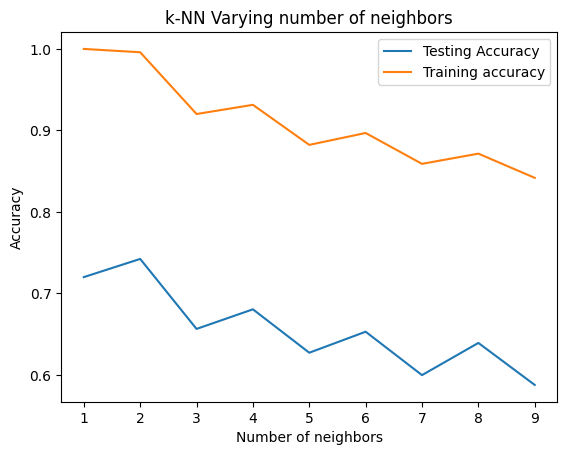 k-NN Varying number of neighbors
Testing Accuracy
Training accuracy
Accuracy
1.0
0.9
0.8
0.7
0.6
1 2 3 4 5 6 7 8 9
Number of neighbors